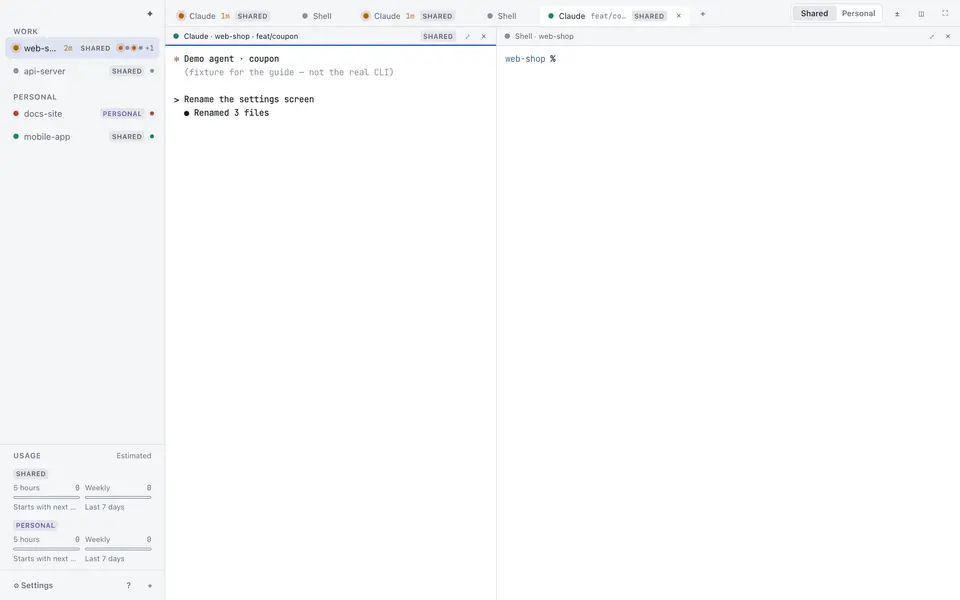 WORK
web-s... 2m SHARED +1
api-server SHARED
PERSONAL
docs-site PERSONAL
mobile-app SHARED
USAGE Estimated
SHARED
5 hours 0 Weekly 0
Starts with next ... Last 7 days
PERSONAL
5 hours 0 Weekly 0
Starts with next ... Last 7 days
Settings ? +
Claude 1m SHARED
Shell
Claude 1m SHARED
Shell
Claude feat/co... SHARED ×
+
Shared Personal ±
Claude · web-shop · feat/coupon SHARED ×
✻ Demo agent · coupon
(fixture for the guide — not the real CLI)
> Rename the settings screen
● Renamed 3 files
Shell · web-shop ×
web-shop %